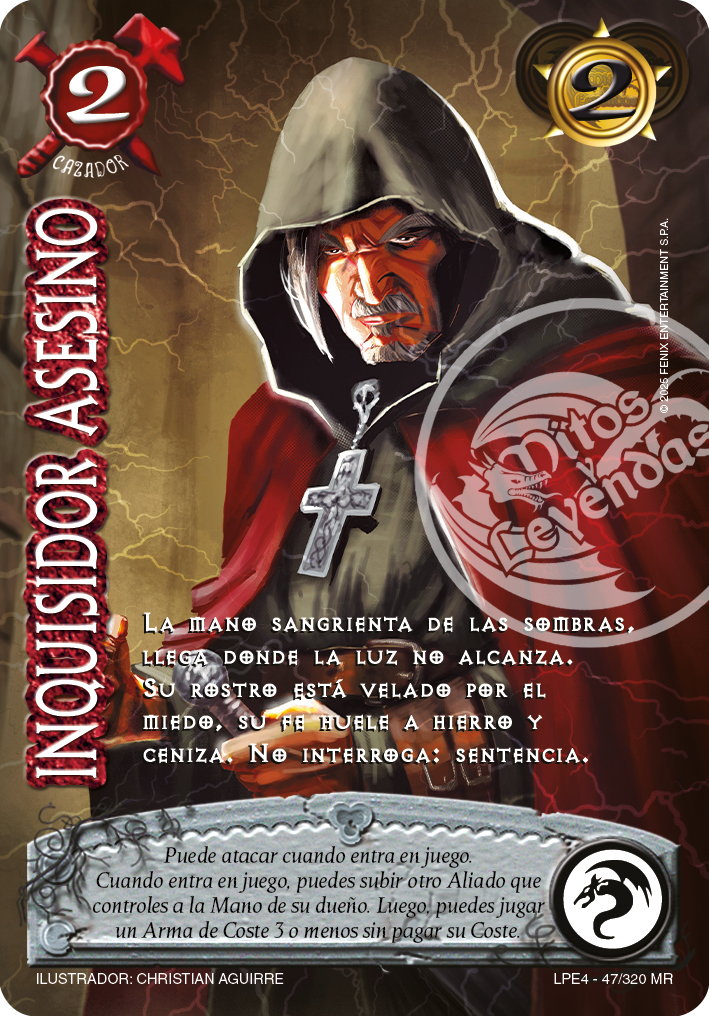 2
CAZADOR
2
INQUISIDOR ASESINO
© 2025 FENIX ENTERTAINMENT S.P.A.
Mitos
y
Leyendas
La mano sangrienta de las sombras,
llega donde la luz no alcanza.
Su rostro está velado por el
miedo, su fe huele a hierro y
ceniza. No interroga: sentencia.
Puede atacar cuando entra en juego.
Cuando entra en juego, puedes subir otro Aliado que
controles a la Mano de su dueño. Luego, puedes jugar
un Arma de Coste 3 o menos sin pagar su Coste.
ILUSTRADOR: CHRISTIAN AGUIRRE
LPE4 - 47/320 MR